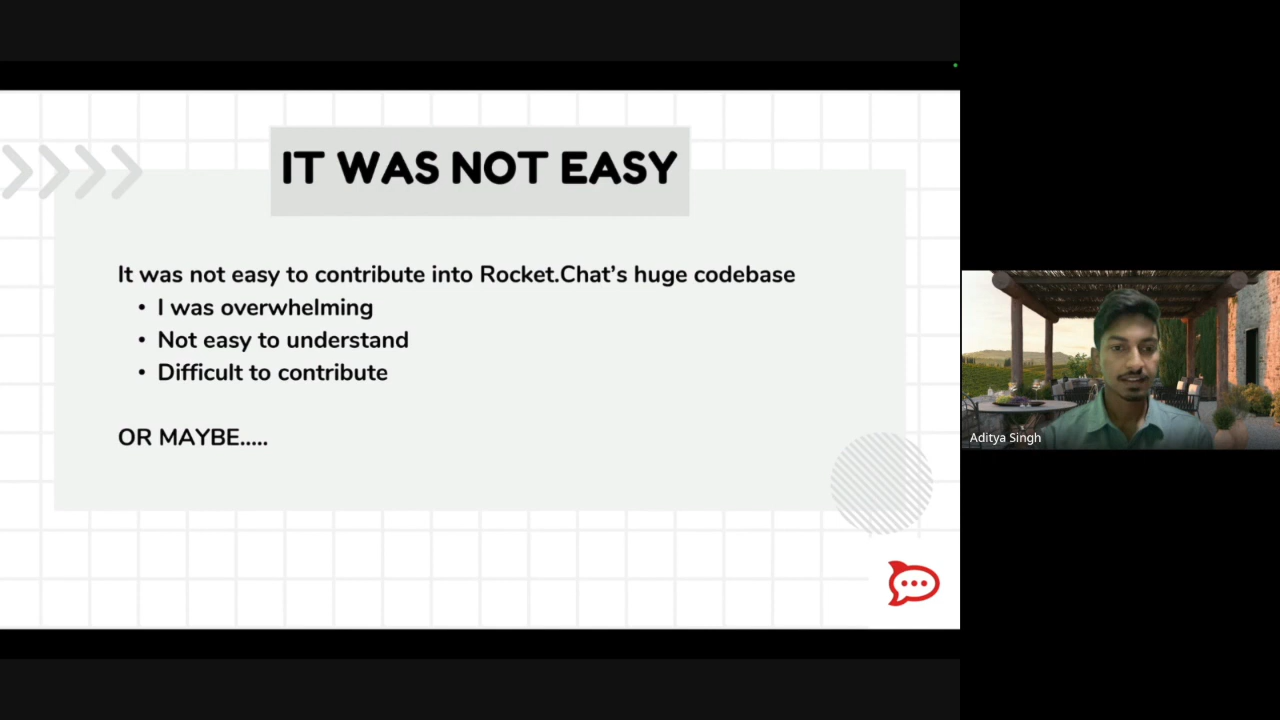 IT WAS NOT EASY
It was not easy to contribute into Rocket.Chat's huge codebase
• I was overwhelming
• Not easy to understand
• Difficult to contribute
OR MAYBE.....
Aditya Singh